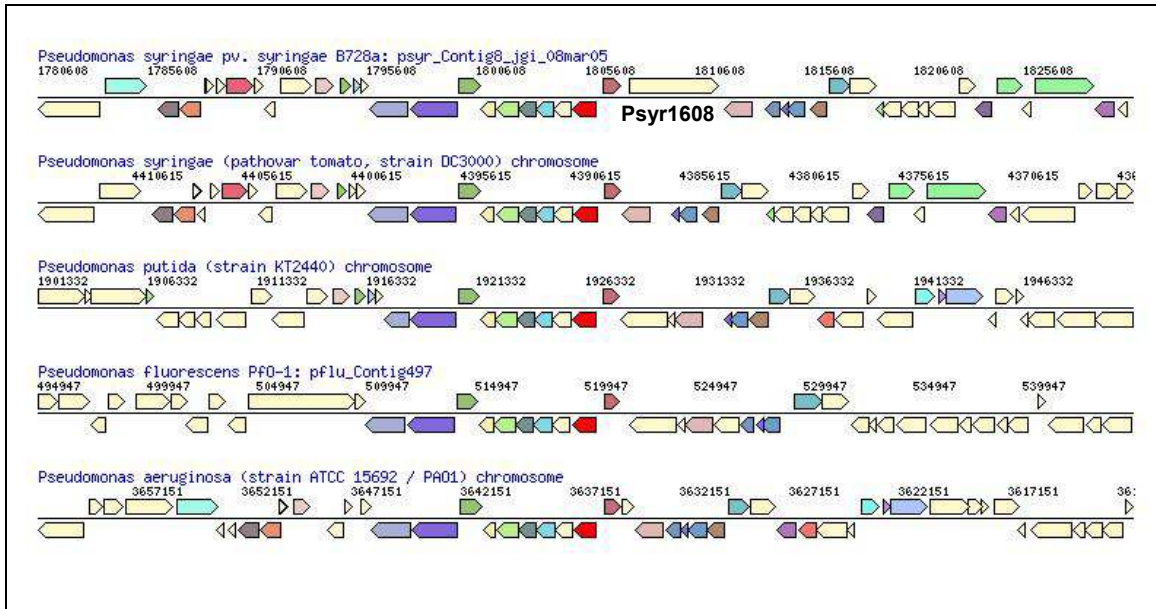 Pseudomonas syringae pv. syringae B728a: psyr_Contig8_jgi_08mar05
1780608 1785608 1790608 1795608 1800608 1805608 1810608 1815608 1820608 1825608
Psyr1608
Pseudomonas syringae (pathovar tomato, strain DC3000) chromosome
4410615 4405615 4400615 4395615 4390615 4385615 4380615 4375615 4370615 436
Pseudomonas putida (strain KT2440) chromosome
1901332 1906332 1911332 1916332 1921332 1926332 1931332 1936332 1941332 1946332
Pseudomonas fluorescens PfO-1: pflu_Contig497
494947 499947 504947 509947 514947 519947 524947 529947 534947 539947
Pseudomonas aeruginosa (strain ATCC 15692 / PAO1) chromosome
3657151 3652151 3647151 3642151 3637151 3632151 3627151 3622151 3617151 361